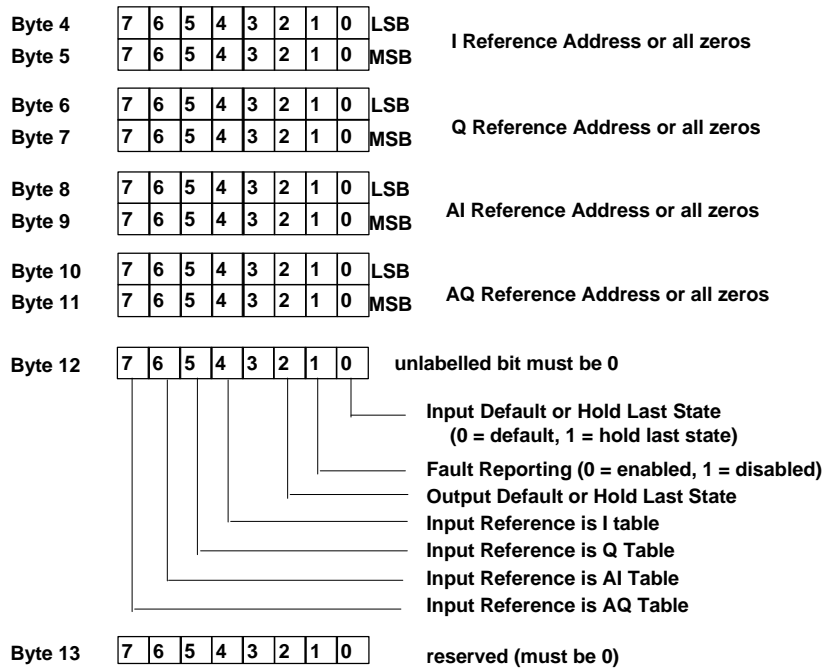 Byte 4 7 6 5 4 3 2 1 0 LSB
I Reference Address or all zeros
Byte 5 7 6 5 4 3 2 1 0 MSB
Byte 6 7 6 5 4 3 2 1 0 LSB
Q Reference Address or all zeros
Byte 7 7 6 5 4 3 2 1 0 MSB
Byte 8 7 6 5 4 3 2 1 0 LSB
AI Reference Address or all zeros
Byte 9 7 6 5 4 3 2 1 0 MSB
Byte 10 7 6 5 4 3 2 1 0 LSB
AQ Reference Address or all zeros
Byte 11 7 6 5 4 3 2 1 0 MSB
Byte 12 7 6 5 4 3 2 1 0 unlabelled bit must be 0
Input Default or Hold Last State
(0 = default, 1 = hold last state)
Fault Reporting (0 = enabled, 1 = disabled)
Output Default or Hold Last State
Input Reference is I table
Input Reference is Q Table
Input Reference is AI Table
Input Reference is AQ Table
Byte 13 7 6 5 4 3 2 1 0 reserved (must be 0)